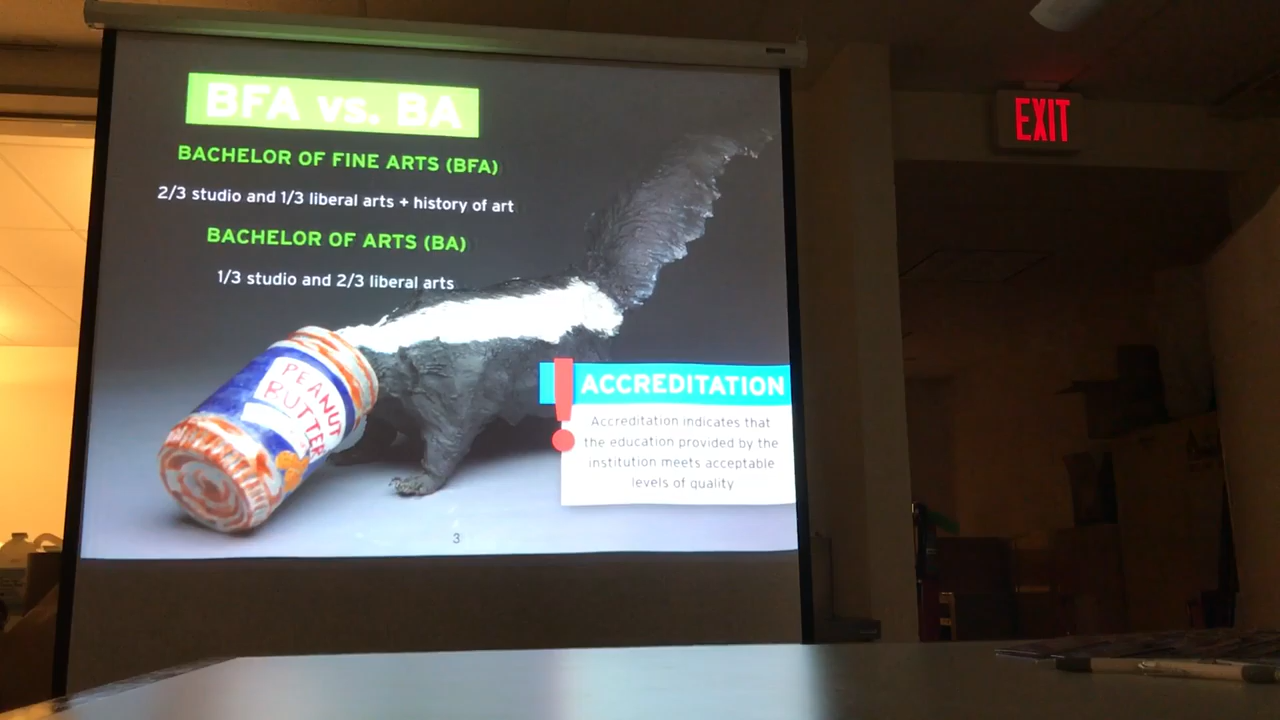 BFA vs. BA
BACHELOR OF FINE ARTS (BFA)
2/3 studio and 1/3 liberal arts + history of art
BACHELOR OF ARTS (BA)
1/3 studio and 2/3 liberal arts
PEANUT
BUTTER
ACCREDITATION
Accreditation indicates that
the education provided by the
institution meets acceptable
levels of quality
3
EXIT